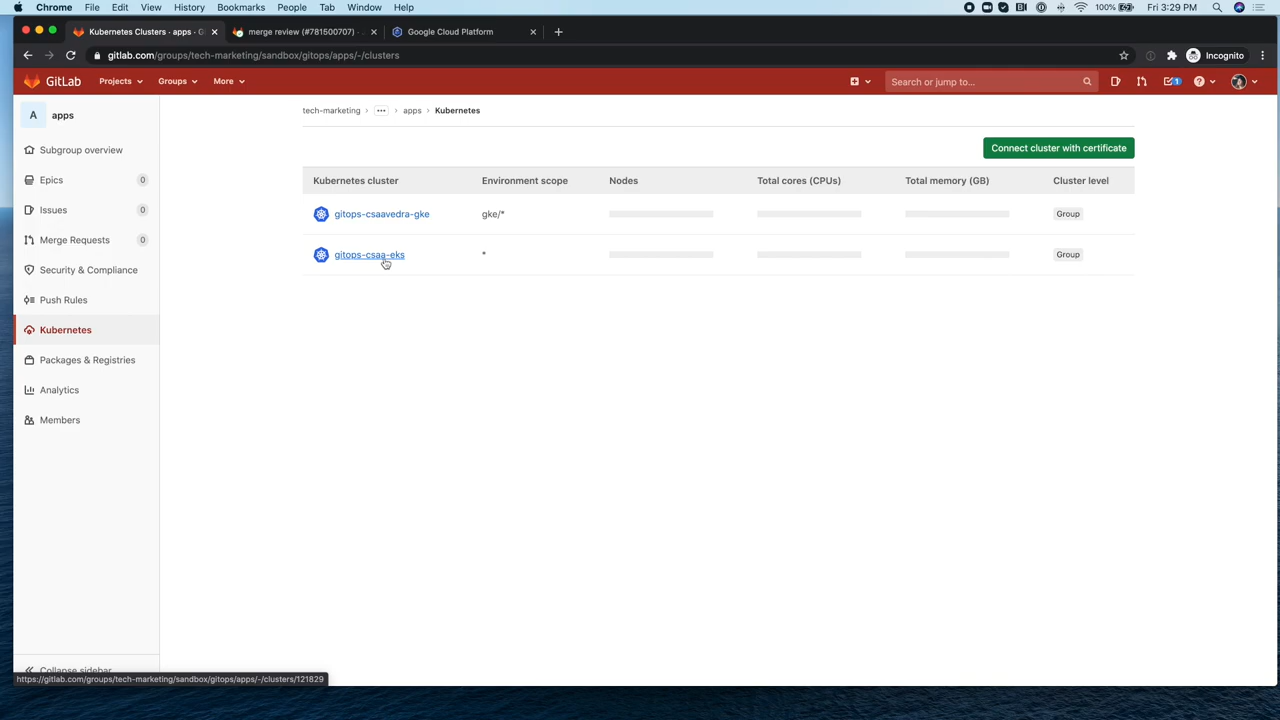 Chrome File Edit View History Bookmarks People Tab Window Help 100% Fri 3:29 PM
Kubernetes Clusters · apps · G merge review (#781500707) · Google Cloud Platform
gitlab.com/groups/tech-marketing/sandbox/gitops/apps/-/clusters Incognito
GitLab Projects Groups More Search or jump to... 1
A apps
Subgroup overview
Epics 0
Issues 0
Merge Requests 0
Security & Compliance
Push Rules
Kubernetes
Packages & Registries
Analytics
Members
Collapse sidebar
tech-marketing › ... › apps › Kubernetes
Connect cluster with certificate
Kubernetes cluster Environment scope Nodes Total cores (CPUs) Total memory (GB) Cluster level
gitops-csaavedra-gke gke/* Group
gitops-csaa-eks * Group
https://gitlab.com/groups/tech-marketing/sandbox/gitops/apps/-/clusters/121829